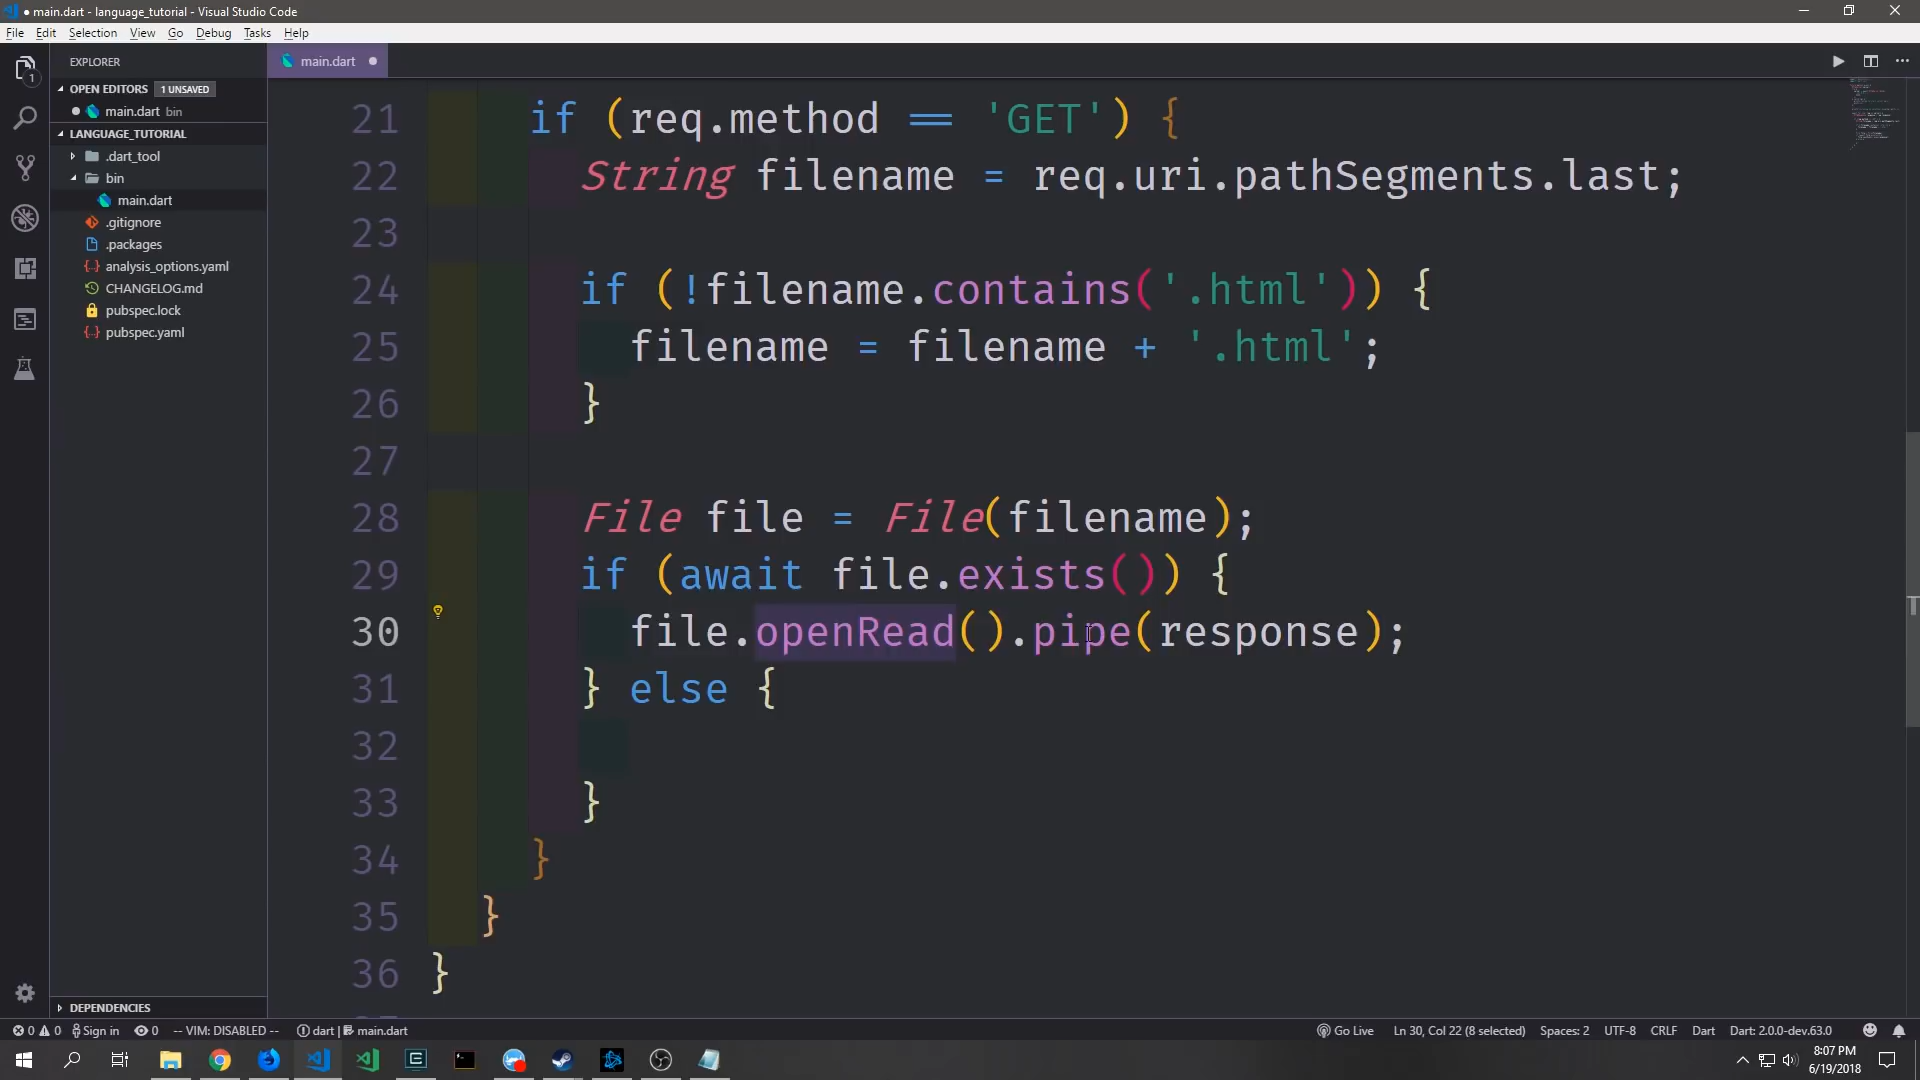 ● main.dart - language_tutorial - Visual Studio Code
File Edit Selection View Go Debug Tasks Help
EXPLORER
OPEN EDITORS 1 UNSAVED
main.dart bin
LANGUAGE_TUTORIAL
.dart_tool
bin
main.dart
.gitignore
.packages
analysis_options.yaml
CHANGELOG.md
pubspec.lock
pubspec.yaml
DEPENDENCIES
1
main.dart
21 if (req.method == 'GET') {
22 String filename = req.uri.pathSegments.last;
23
24 if (!filename.contains('.html')) {
25 filename = filename + '.html';
26 }
27
28 File file = File(filename);
29 if (await file.exists()) {
30 file.openRead().pipe(response);
31 } else {
32
33 }
34 }
35 }
36 }
0 0 Sign in 0 -- VIM: DISABLED -- dart | main.dart Go Live Ln 30, Col 22 (8 selected) Spaces: 2 UTF-8 CRLF Dart Dart: 2.0.0-dev.63.0
8:07 PM
6/19/2018